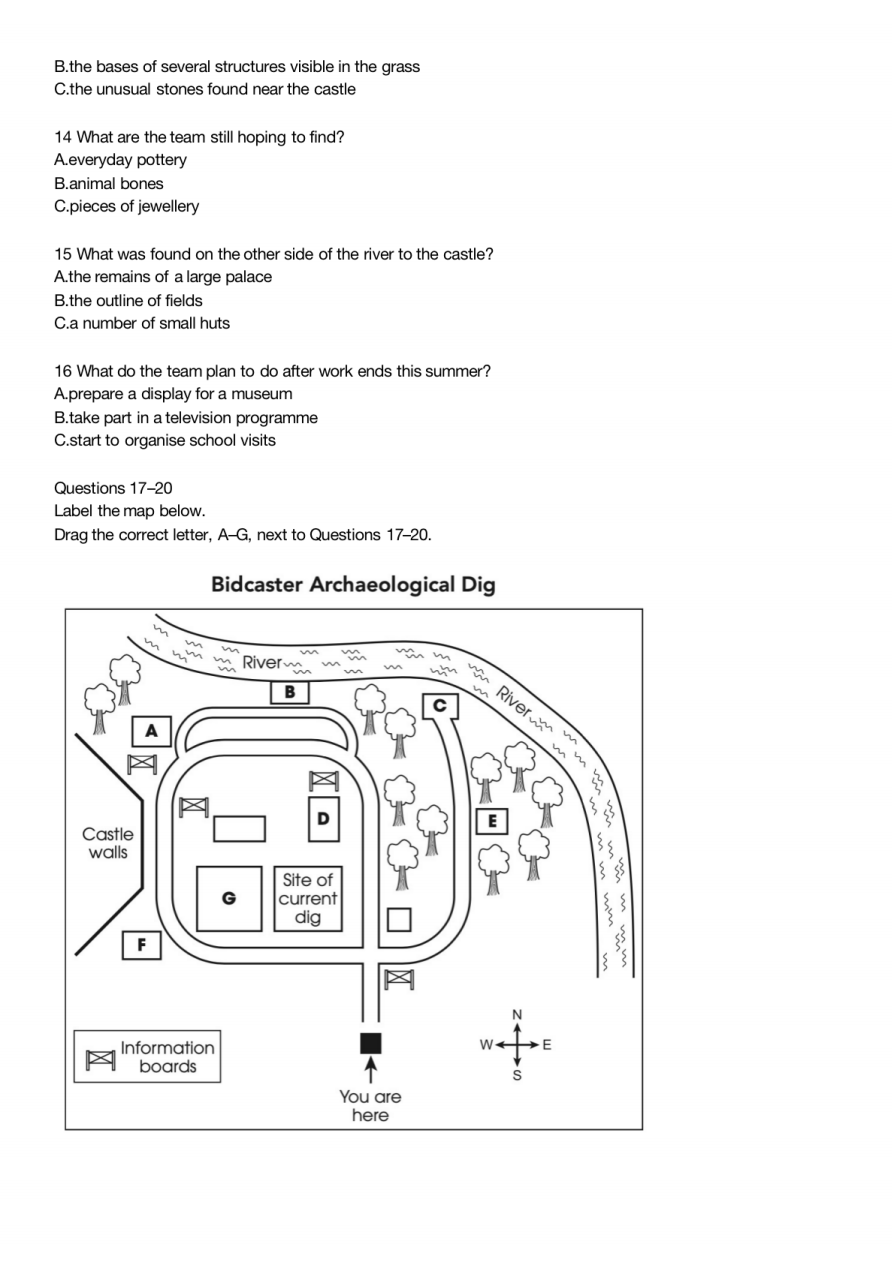 B.the bases of several structures visible in the grass
C.the unusual stones found near the castle
14 What are the team still hoping to find?
A.everyday pottery
B.animal bones
C.pieces of jewellery
15 What was found on the other side of the river to the castle?
A.the remains of a large palace
B.the outline of fields
C.a number of small huts
16 What do the team plan to do after work ends this summer?
A.prepare a display for a museum
B.take part in a television programme
C.start to organise school visits
Questions 17–20
Label the map below.
Drag the correct letter, A–G, next to Questions 17–20.
Bidcaster Archaeological Dig
River
B
River
C
A
D
E
Castle
walls
G
Site of
current
dig
F
N
W E
S
Information
boards
You are
here